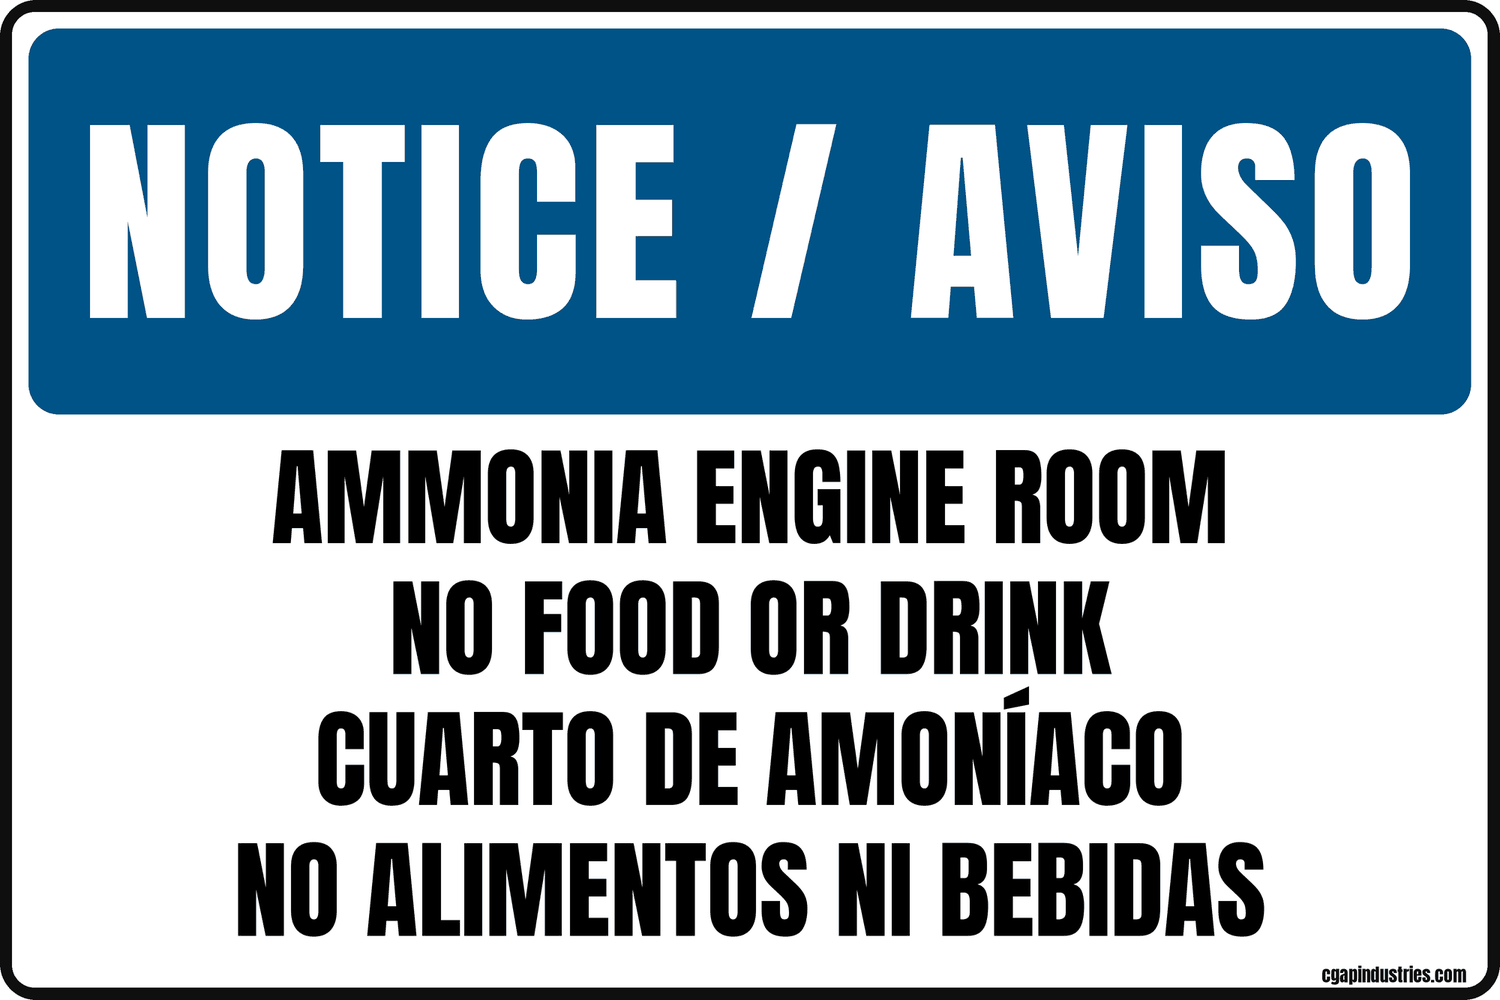 NOTICE / AVISO
AMMONIA ENGINE ROOM
NO FOOD OR DRINK
CUARTO DE AMONÍACO
NO ALIMENTOS NI BEBIDAS
cgapindustries.com